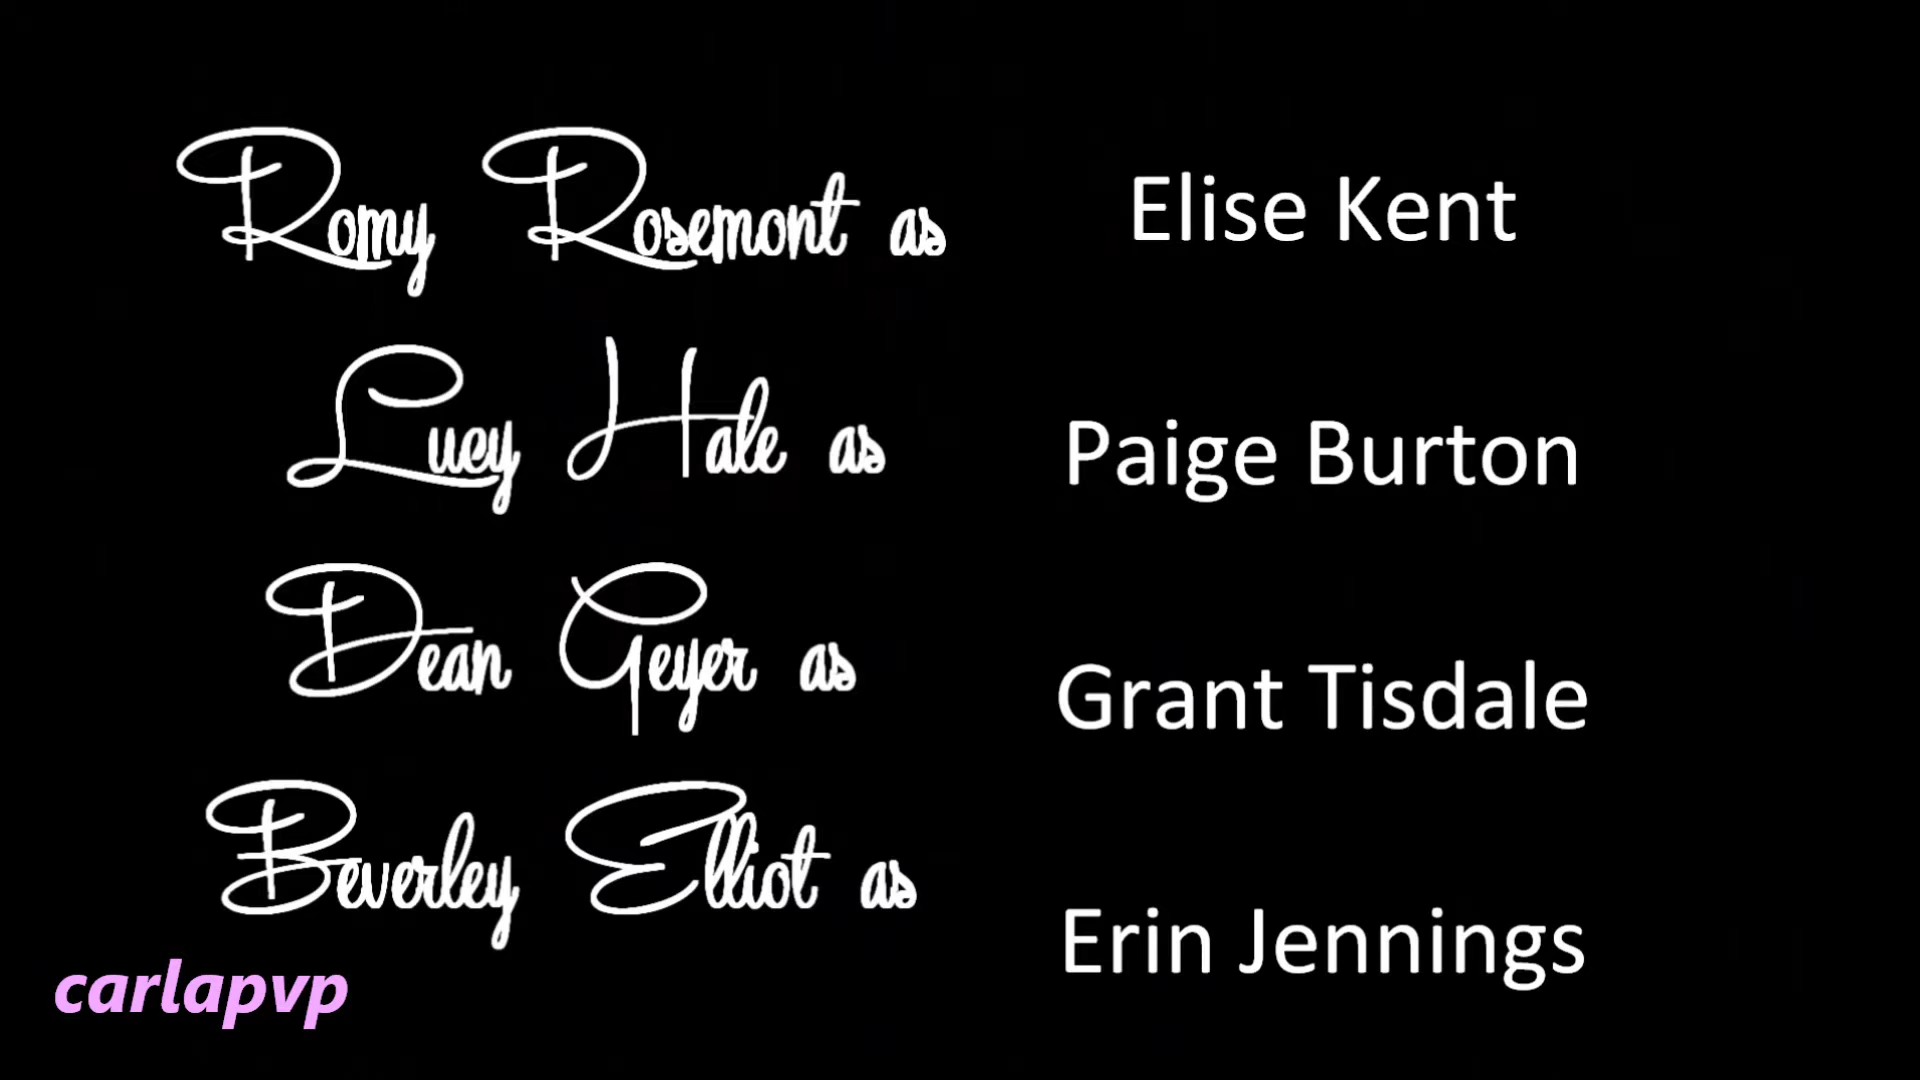 Romy Rosemont as Elise Kent
Lucy Hale as Paige Burton
Dean Geyer as Grant Tisdale
Beverley Elliot as Erin Jennings
carlapvp